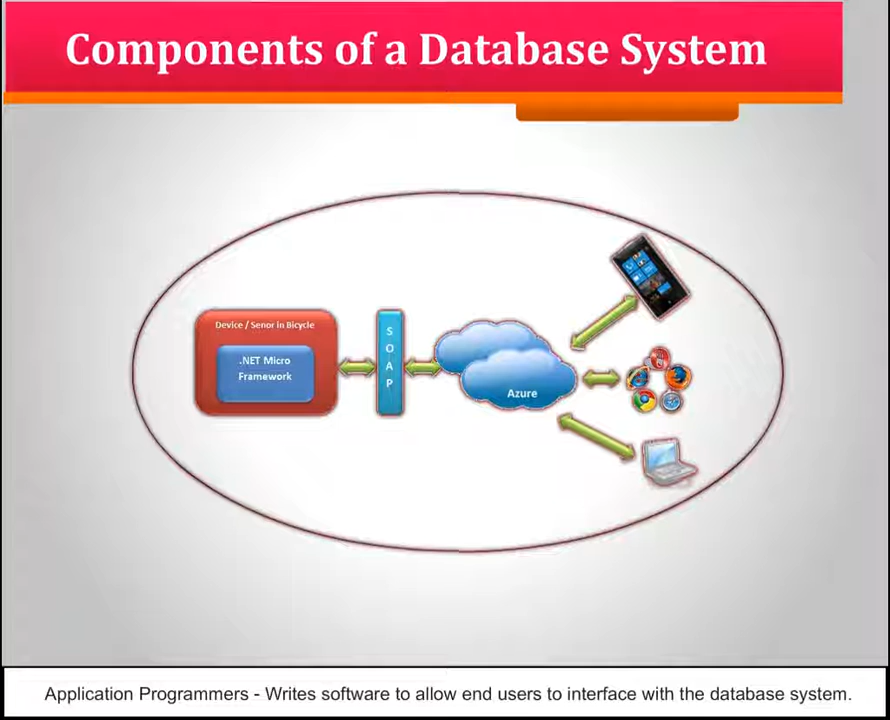 Components of a Database System
Device / Senor in Bicycle
.NET Micro
Framework
S
O
A
P
Azure
Application Programmers - Writes software to allow end users to interface with the database system.